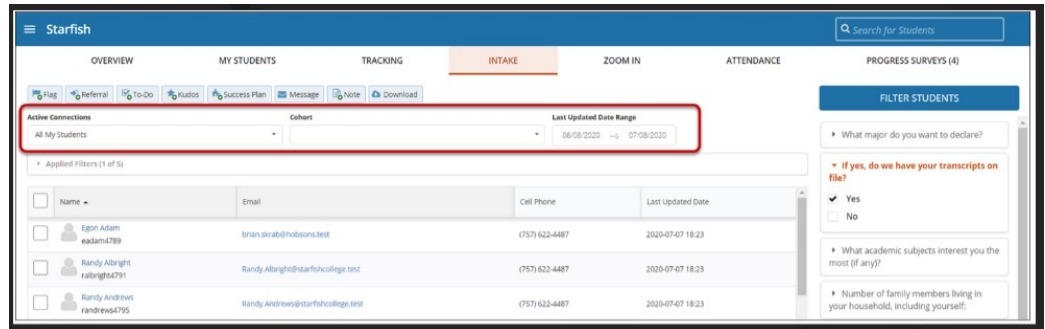 Starfish
Search for Students
OVERVIEW MY STUDENTS TRACKING INTAKE ZOOM IN ATTENDANCE PROGRESS SURVEYS (4)
Flag Referral To-Do Kudos Success Plan Message Note Download
Active Connections Cohort Last Updated Date Range
All My Students 06/08/2020 → 07/08/2020
Applied Filters (1 of 5)
Name Email Cell Phone Last Updated Date
Egon Adam
eadam4789
brian.skrab@hobsons.test (757) 622-4487 2020-07-07 18:23
Randy Albright
ralbright4791
Randy.Albright@starfishcollege.test (757) 622-4487 2020-07-07 18:23
Randy Andrews
randrews4795
Randy.Andrews@starfishcollege.test (757) 622-4487 2020-07-07 18:23
FILTER STUDENTS
What major do you want to declare?
If yes, do we have your transcripts on
file?
Yes
No
What academic subjects interest you the
most (if any)?
Number of family members living in
your household, including yourself: